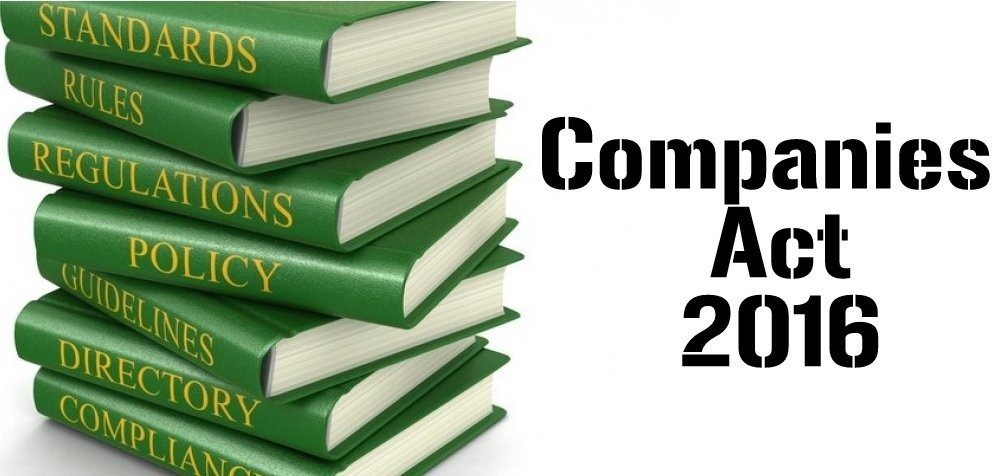 STANDARDS
RULES
REGULATIONS
POLICY
GUIDELINES
DIRECTORY
COMPLIANC
Companies
Act
2016